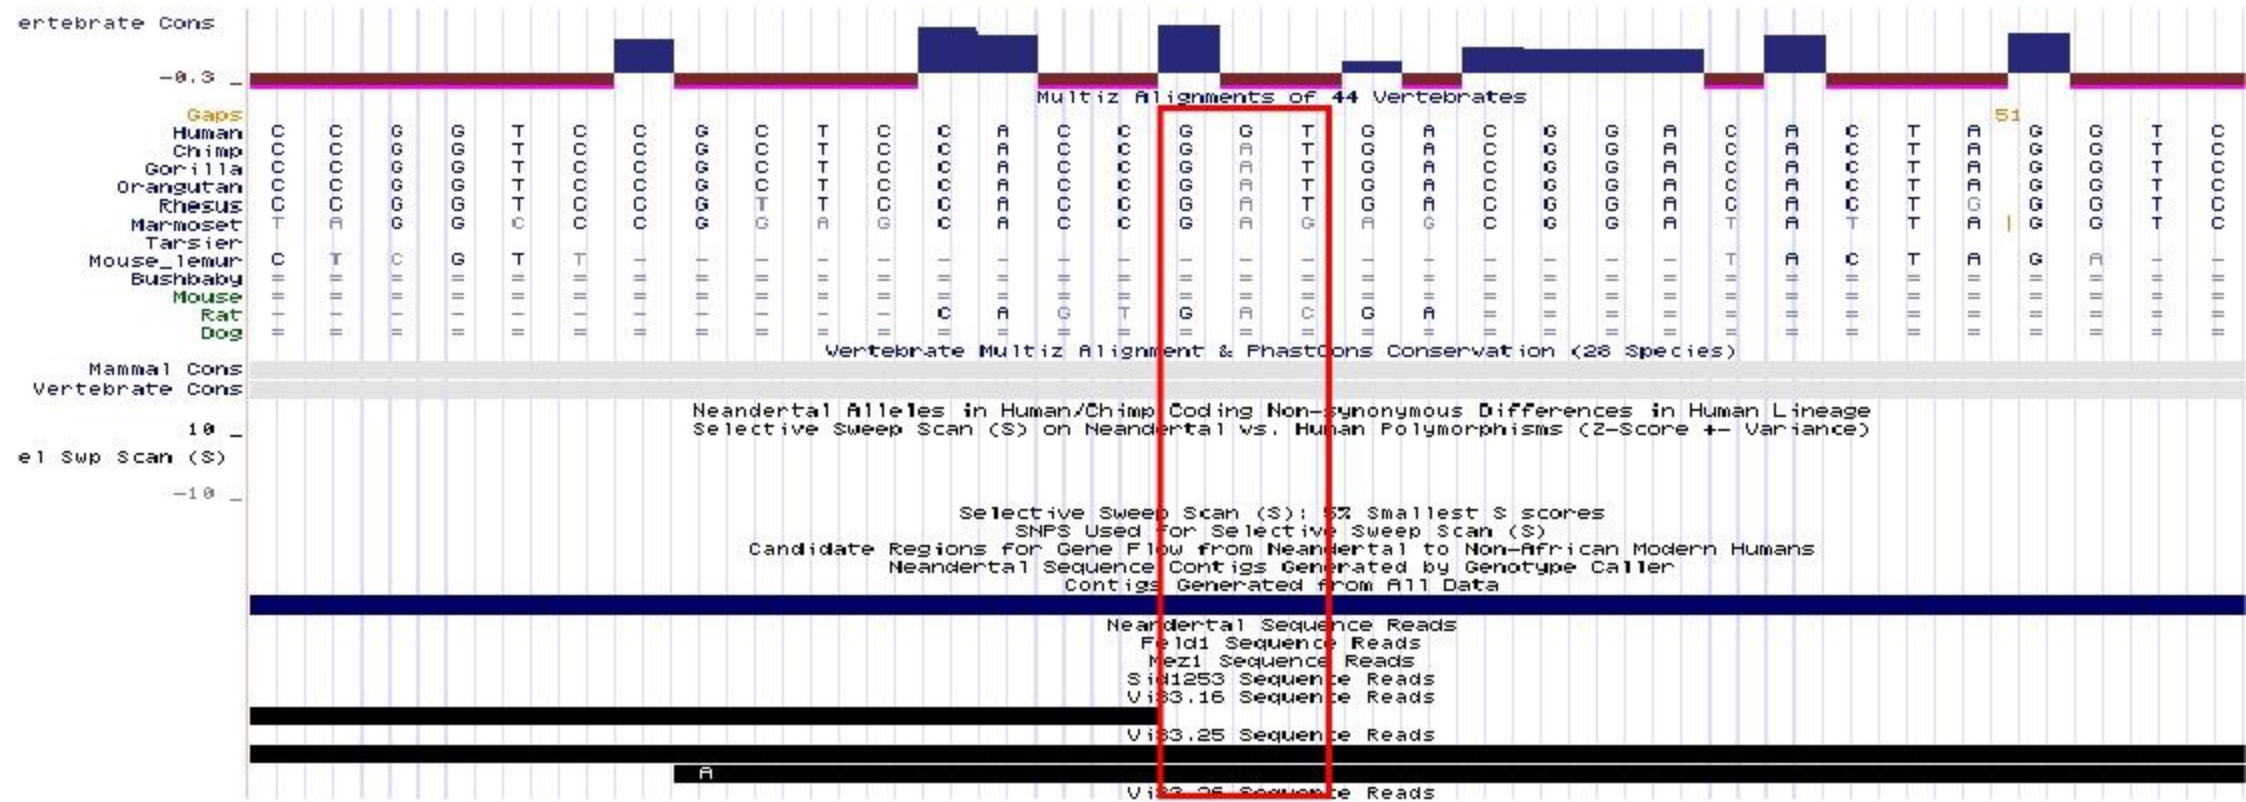 ertebrate Cons
-0.3 _
Multiz Alignments of 44 Vertebrates
Gaps 51
Human C C G G T C C G C T C C A C C G G T G A C G G A C A C T A G G T C
Chimp C C G G T C C G C T C C A C C G A T G A C G G A C A C T A G G T C
Gorilla C C G G T C C G C T C C A C C G A T G A C G G A C A C T A G G T C
Orangutan C C G G T C C G C T C C A C C G A T G A C G G A C A C T A G G T C
Rhesus C C G G T C C G T T C C A C C G A T G A C G G A C A C T G G G T C
Marmoset T A G G C C C G G A G C A C C G A G A G C G G A T A T T A | G G T C
Tarsier
Mouse_lemur C T C G T T - - - - - - - - - - - - - - - - - - T A C T A G A - -
Bushbaby = = = = = = = = = = = = = = = = = = = = = = = = = = = = = = = = =
Mouse = = = = = = = = = = = = = = = = = = = = = = = = = = = = = = = = =
Rat - - - - - - - - - - - C A G T G A C G A = = = = = = = = = = = = =
Dog = = = = = = = = = = = = = = = = = = = = = = = = = = = = = = = = =
Vertebrate Multiz Alignment & PhastCons Conservation (28 Species)
Mammal Cons
Vertebrate Cons
Neandertal Alleles in Human/Chimp Coding Non-synonymous Differences in Human Lineage
10 _
Selective Sweep Scan (S) on Neandertal vs. Human Polymorphisms (Z-Score +- Variance)
el Swp Scan (S)
-10 _
Selective Sweep Scan (S): 5% Smallest S scores
SNPS Used for Selective Sweep Scan (S)
Candidate Regions for Gene Flow from Neandertal to Non-African Modern Humans
Neandertal Sequence Contigs Generated by Genotype Caller
Contigs Generated from All Data
Neandertal Sequence Reads
Feld1 Sequence Reads
Mez1 Sequence Reads
Sid1253 Sequence Reads
Vi33.16 Sequence Reads
Vi33.25 Sequence Reads
A
Vi33.26 Sequence Reads